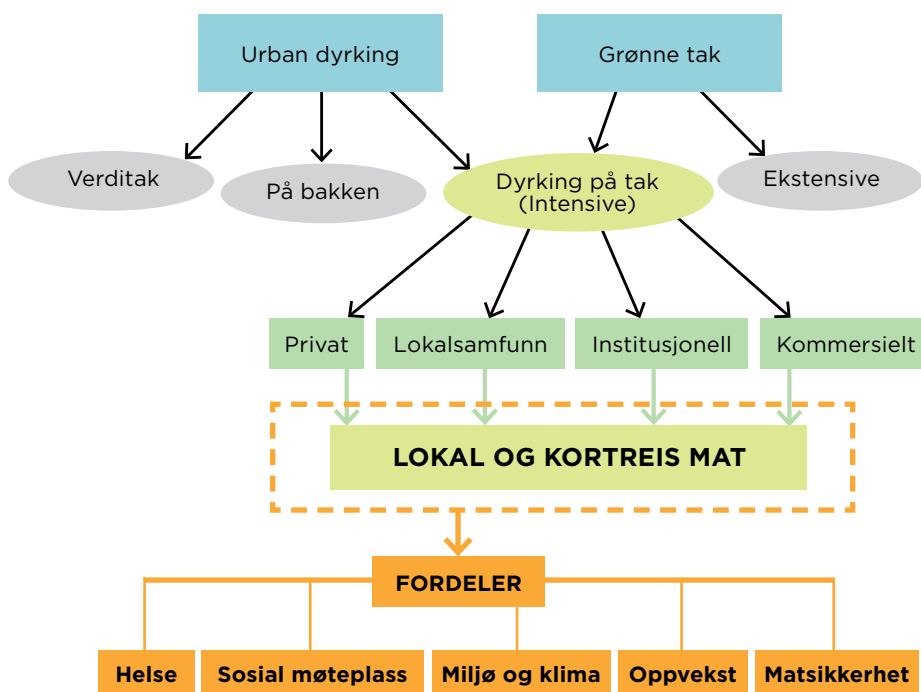 Urban dyrking
Grønne tak
Verditak
På bakken
Dyrking på tak
(Intensive)
Ekstensive
Privat
Lokalsamfunn
Institusjonell
Kommersielt
LOKAL OG KORTREIS MAT
FORDELER
Helse
Sosial møteplass
Miljø og klima
Oppvekst
Matsikkerhet